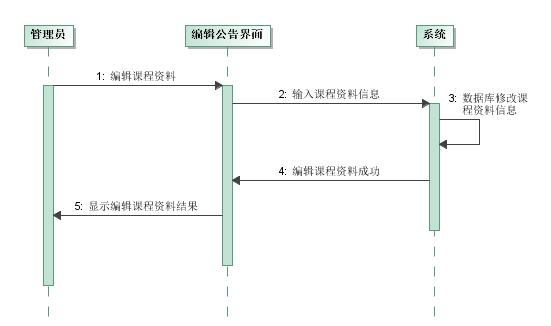 管理员
编辑公告界面
系统
1: 编辑课程资料
2: 输入课程资料信息
3: 数据库修改课
程资料信息
4: 编辑课程资料成功
5: 显示编辑课程资料结果